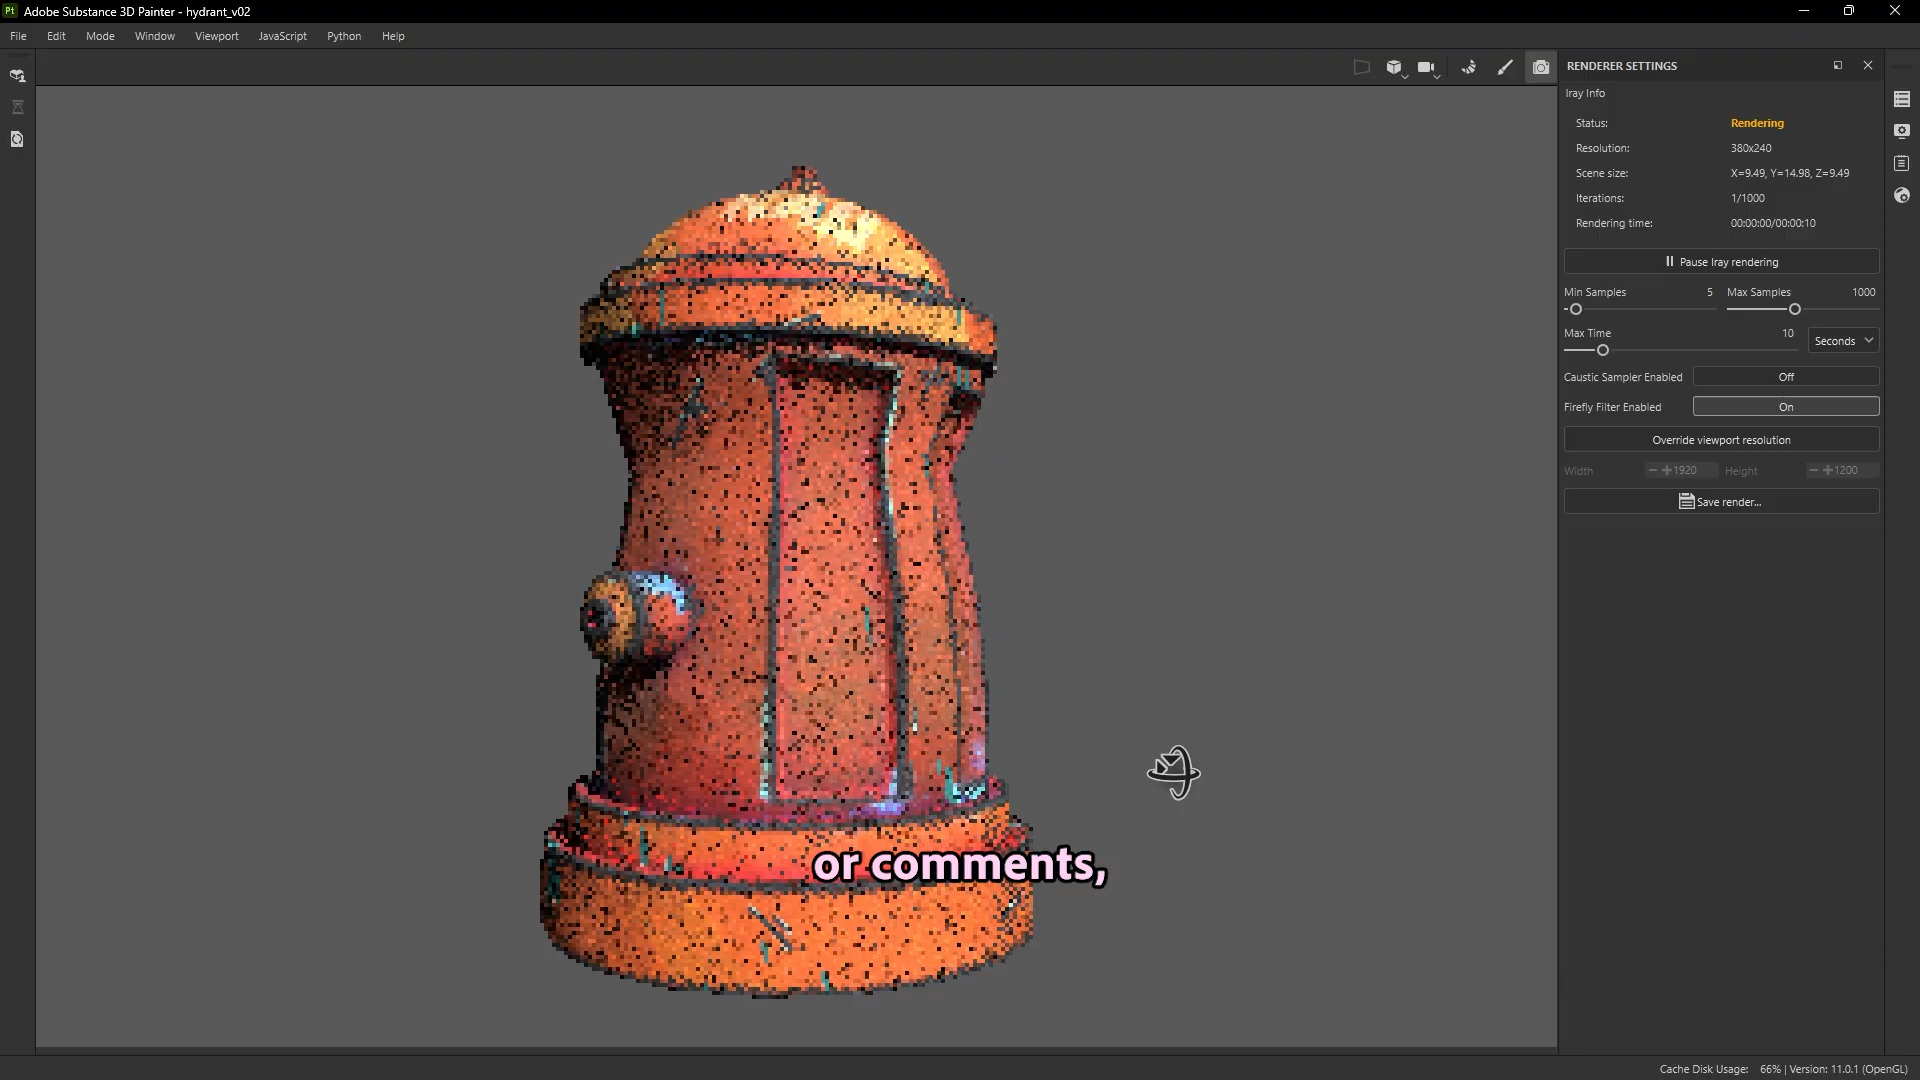 Pt Adobe Substance 3D Painter - hydrant_v02
File Edit Mode Window Viewport JavaScript Python Help
RENDERER SETTINGS
Iray Info
Status: Rendering
Resolution: 380x240
Scene size: X=9.49, Y=14.98, Z=9.49
Iterations: 1/1000
Rendering time: 00:00:00/00:00:10
Pause Iray rendering
Min Samples 5 Max Samples 1000
Max Time 10 Seconds
Caustic Sampler Enabled Off
Firefly Filter Enabled On
Override viewport resolution
Width 1920 Height 1200
Save render...
or comments,
Cache Disk Usage: 66% | Version: 11.0.1 (OpenGL)